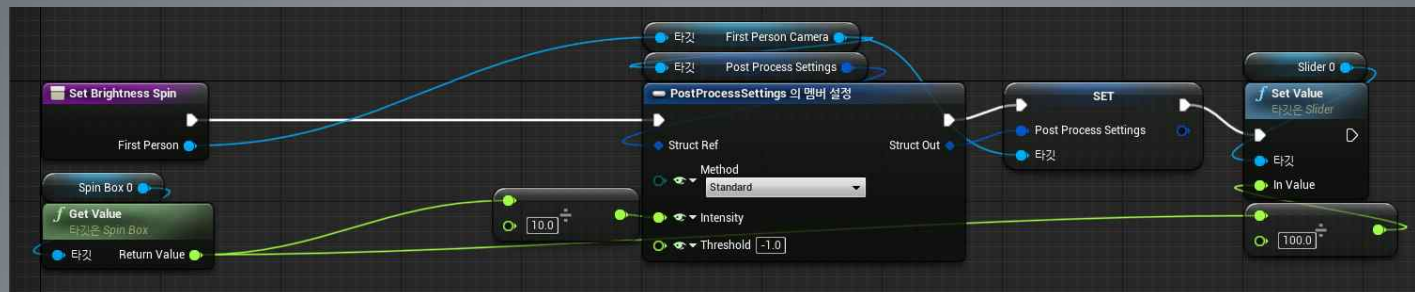 타깃 First Person Camera
타깃 Post Process Settings
Slider 0
Set Brightness Spin
First Person
PostProcessSettings 의 멤버 설정
Struct Ref Struct Out
Method
Standard
Intensity
Threshold -1.0
SET
Post Process Settings
타깃
f Set Value
타깃은 Slider
타깃
In Value
Spin Box 0
f Get Value
타깃은 Spin Box
타깃 Return Value
10.0 ÷
100.0 ÷